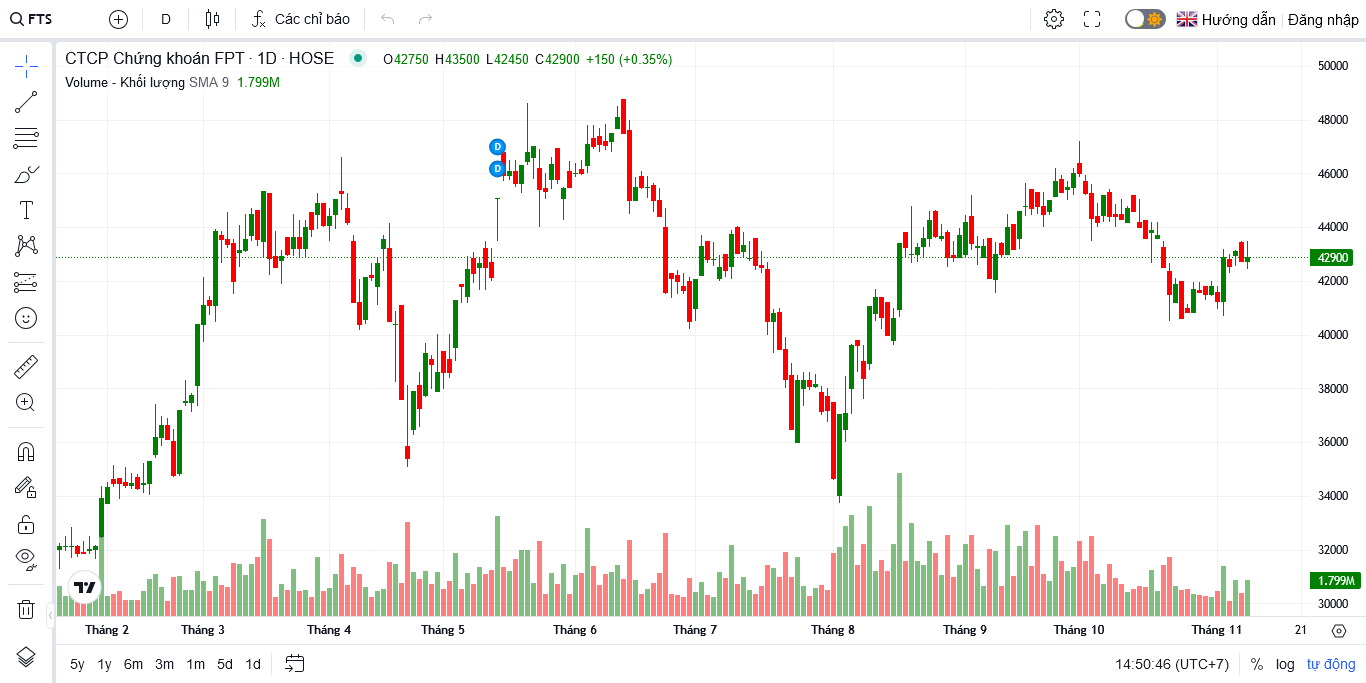 FTS D Các chỉ báo Hướng dẫn Đăng nhập
CTCP Chứng khoán FPT · 1D · HOSE O42750 H43500 L42450 C42900 +150 (+0.35%)
Volume - Khối lượng SMA 9 1.799M
50000
48000
D
D
46000
44000
42900
42000
40000
38000
36000
34000
32000
1.799M
30000
Tháng 2 Tháng 3 Tháng 4 Tháng 5 Tháng 6 Tháng 7 Tháng 8 Tháng 9 Tháng 10 Tháng 11 21
5y 1y 6m 3m 1m 5d 1d 14:50:46 (UTC+7) % log tự động